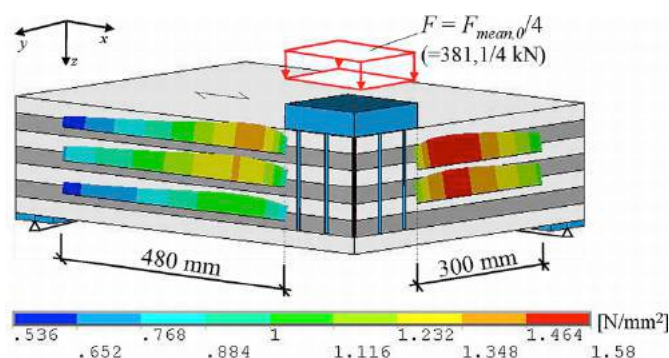 y
x
z
F = Fmean,0/4
(=381,1/4 kN)
480 mm
300 mm
[N/mm²]
.536 .768 1 1.232 1.464
.652 .884 1.116 1.348 1.58